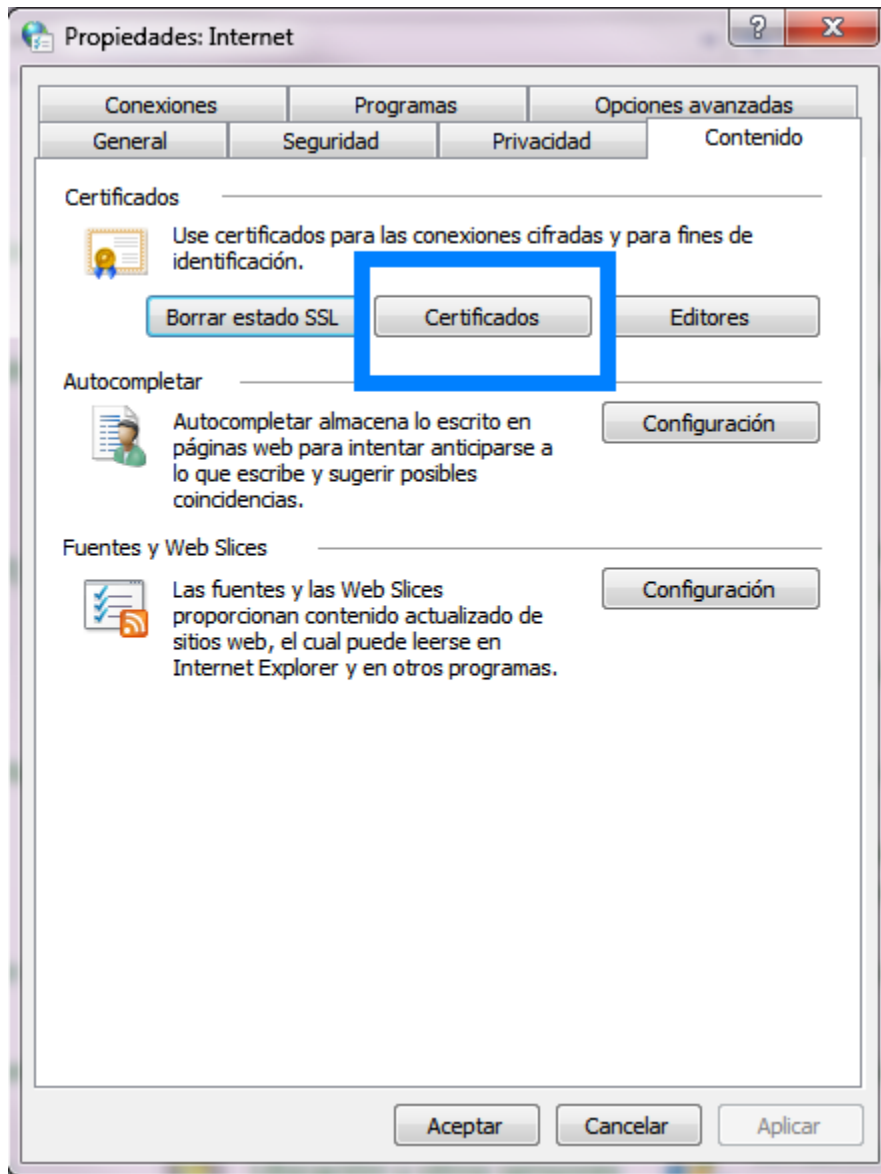 Propiedades: Internet
Conexiones Programas Opciones avanzadas
General Seguridad Privacidad Contenido
Certificados
Use certificados para las conexiones cifradas y para fines de
identificación.
Borrar estado SSL Certificados Editores
Autocompletar
Autocompletar almacena lo escrito en
páginas web para intentar anticiparse a
lo que escribe y sugerir posibles
coincidencias.
Configuración
Fuentes y Web Slices
Las fuentes y las Web Slices
proporcionan contenido actualizado de
sitios web, el cual puede leerse en
Internet Explorer y en otros programas.
Configuración
Aceptar Cancelar Aplicar